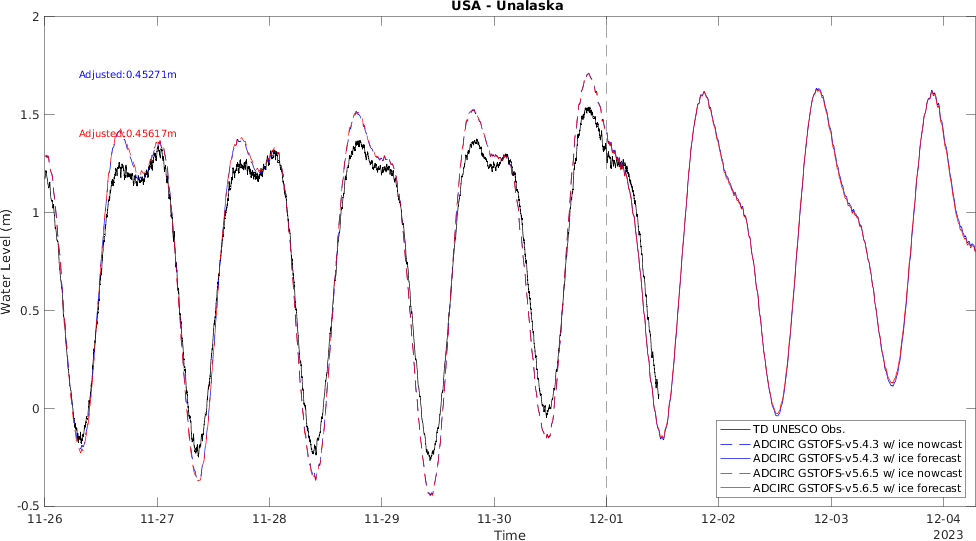 USA - Unalaska
2
1.5
1
0.5
0
-0.5
Water Level (m)
Adjusted:0.45271m
Adjusted:0.45617m
TD UNESCO Obs.
ADCIRC GSTOFS-v5.4.3 w/ ice nowcast
ADCIRC GSTOFS-v5.4.3 w/ ice forecast
ADCIRC GSTOFS-v5.6.5 w/ ice nowcast
ADCIRC GSTOFS-v5.6.5 w/ ice forecast
11-26 11-27 11-28 11-29 11-30 12-01 12-02 12-03 12-04
Time
2023